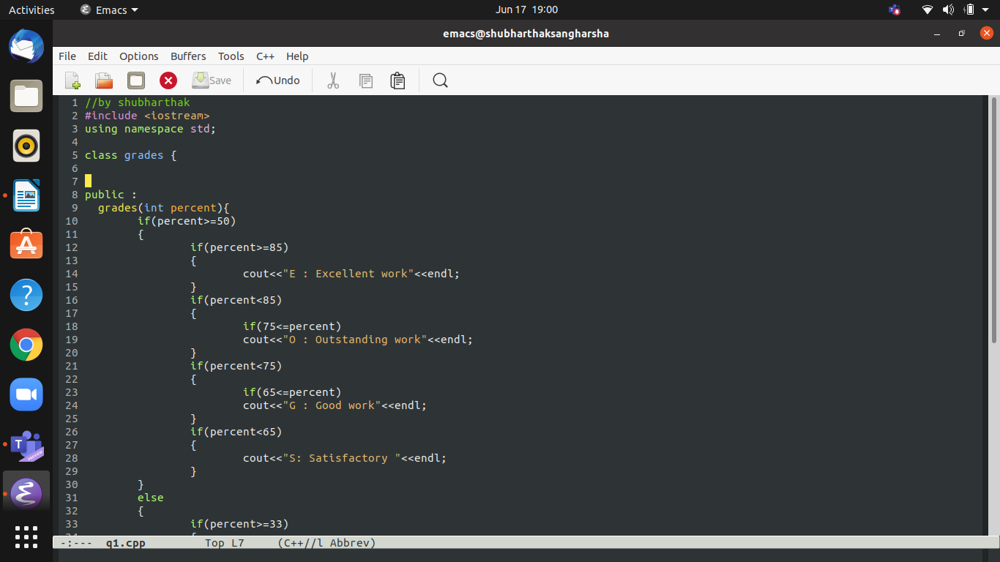 Activities Emacs Jun 17 19:00
emacs@shubharthaksangharsha
File Edit Options Buffers Tools C++ Help
Save Undo
1 //by shubharthak
2 #include <iostream>
3 using namespace std;
4
5 class grades {
6
7
8 public :
9   grades(int percent){
10         if(percent>=50)
11         {
12                 if(percent>=85)
13                 {
14                         cout<<"E : Excellent work"<<endl;
15                 }
16                 if(percent<85)
17                 {
18                         if(75<=percent)
19                         cout<<"O : Outstanding work"<<endl;
20                 }
21                 if(percent<75)
22                 {
23                         if(65<=percent)
24                         cout<<"G : Good work"<<endl;
25                 }
26                 if(percent<65)
27                 {
28                         cout<<"S: Satisfactory "<<endl;
29                 }
30         }
31         else
32         {
33                 if(percent>=33)
-:--- q1.cpp Top L7 (C++//l Abbrev)
T
PREVIEW